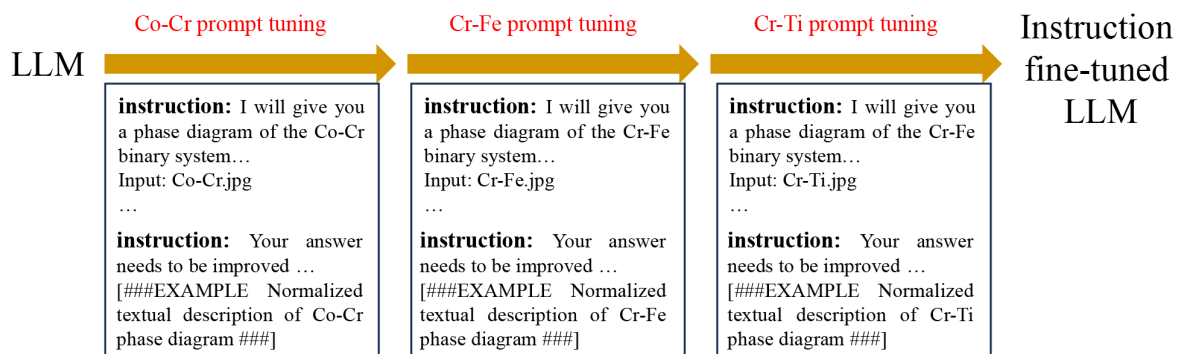 LLM
Co-Cr prompt tuning
instruction: I will give you
a phase diagram of the Co-Cr
binary system…
Input: Co-Cr.jpg
…
instruction: Your answer
needs to be improved …
[###EXAMPLE Normalized
textual description of Co-Cr
phase diagram ###]
Cr-Fe prompt tuning
instruction: I will give you
a phase diagram of the Cr-Fe
binary system…
Input: Cr-Fe.jpg
…
instruction: Your answer
needs to be improved …
[###EXAMPLE Normalized
textual description of Cr-Fe
phase diagram ###]
Cr-Ti prompt tuning
instruction: I will give you
a phase diagram of the Cr-Fe
binary system…
Input: Cr-Ti.jpg
…
instruction: Your answer
needs to be improved …
[###EXAMPLE Normalized
textual description of Cr-Ti
phase diagram ###]
Instruction
fine-tuned
LLM